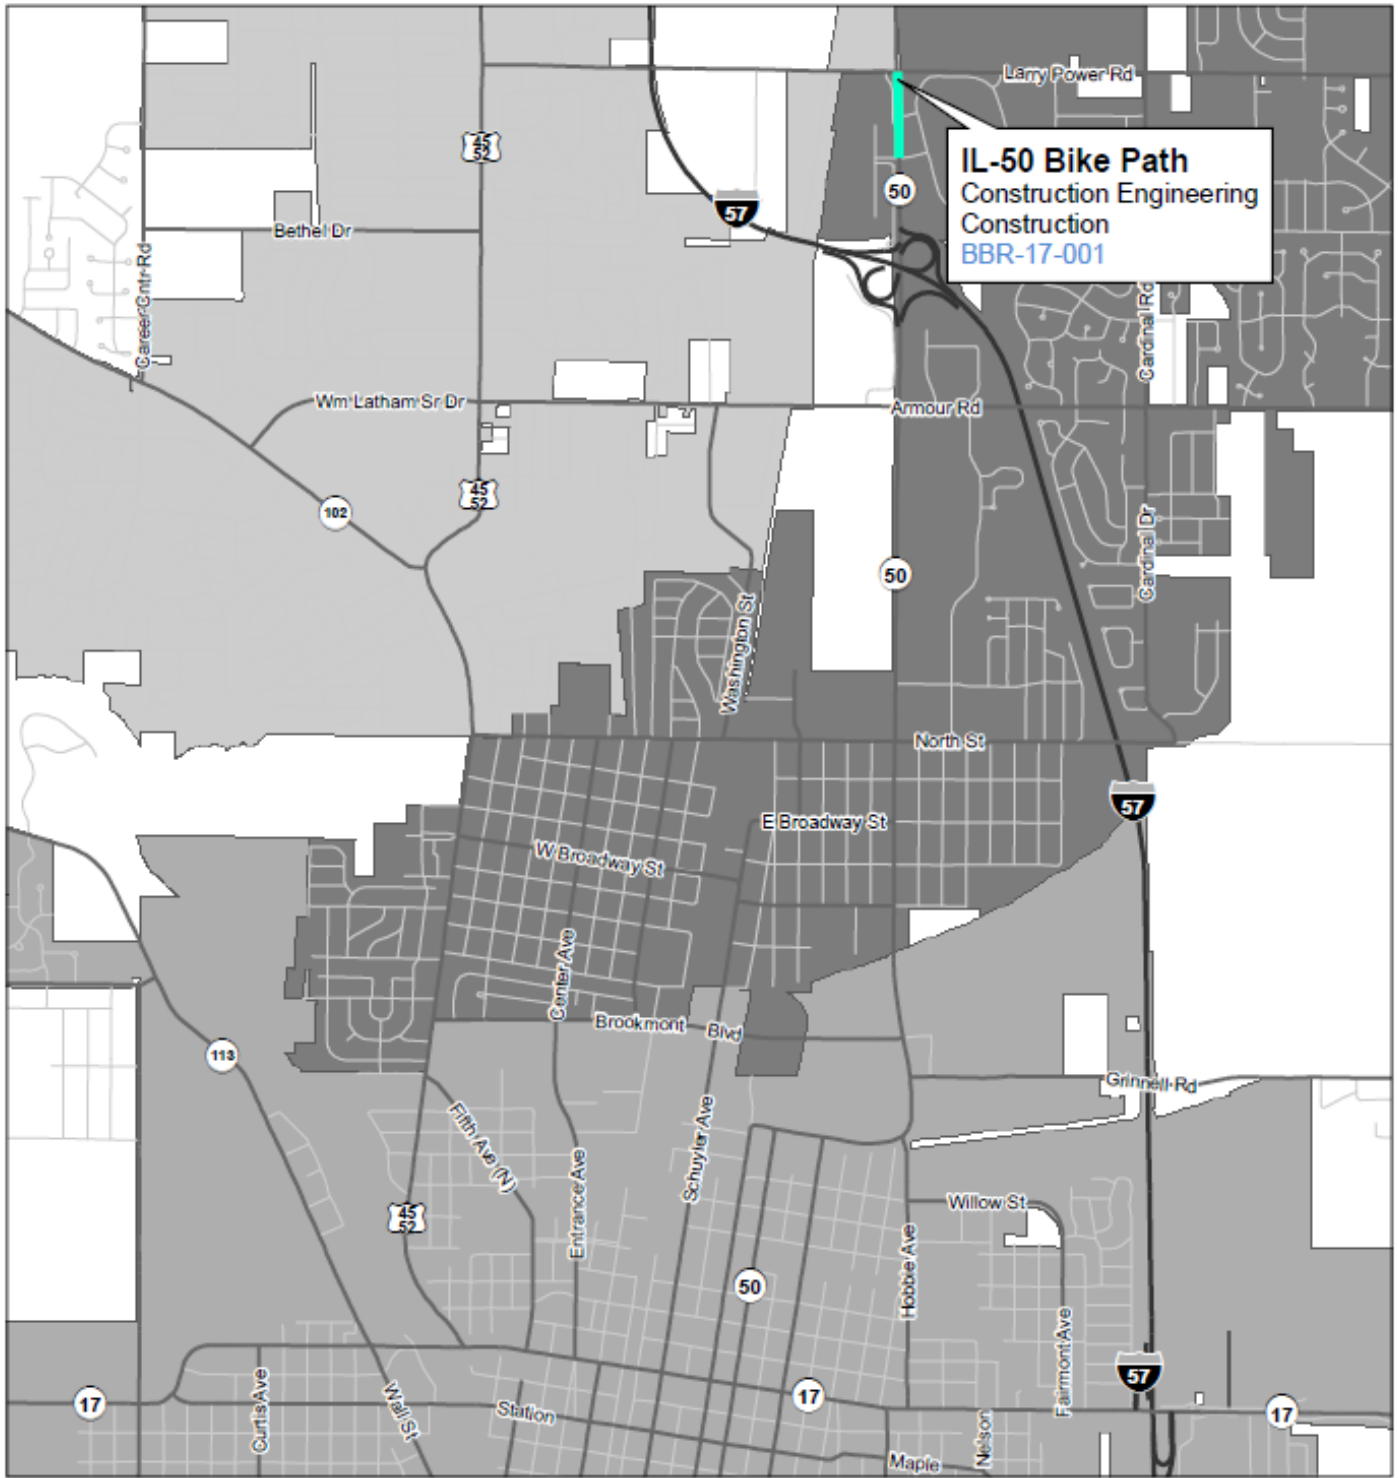 Larry Power Rd
45
52
IL-50 Bike Path
Construction Engineering
Construction
BBR-17-001
50
57
Bethel Dr
Career Cntr Rd
Cardinal Rd
Wm Latham Sr Dr
Armour Rd
45
52
102
50
Cardinal Dr
Washington St
North St
57
E Broadway St
W Broadway St
Center Ave
Brookmont Blvd
113
Grinnell Rd
Fifth Ave (N)
Schuyler Ave
Entrance Ave
Willow St
45
52
Hobbie Ave
50
Fairmont Ave
57
17
Curtis Ave
Wall St
Station
17
Nelson
17
Maple